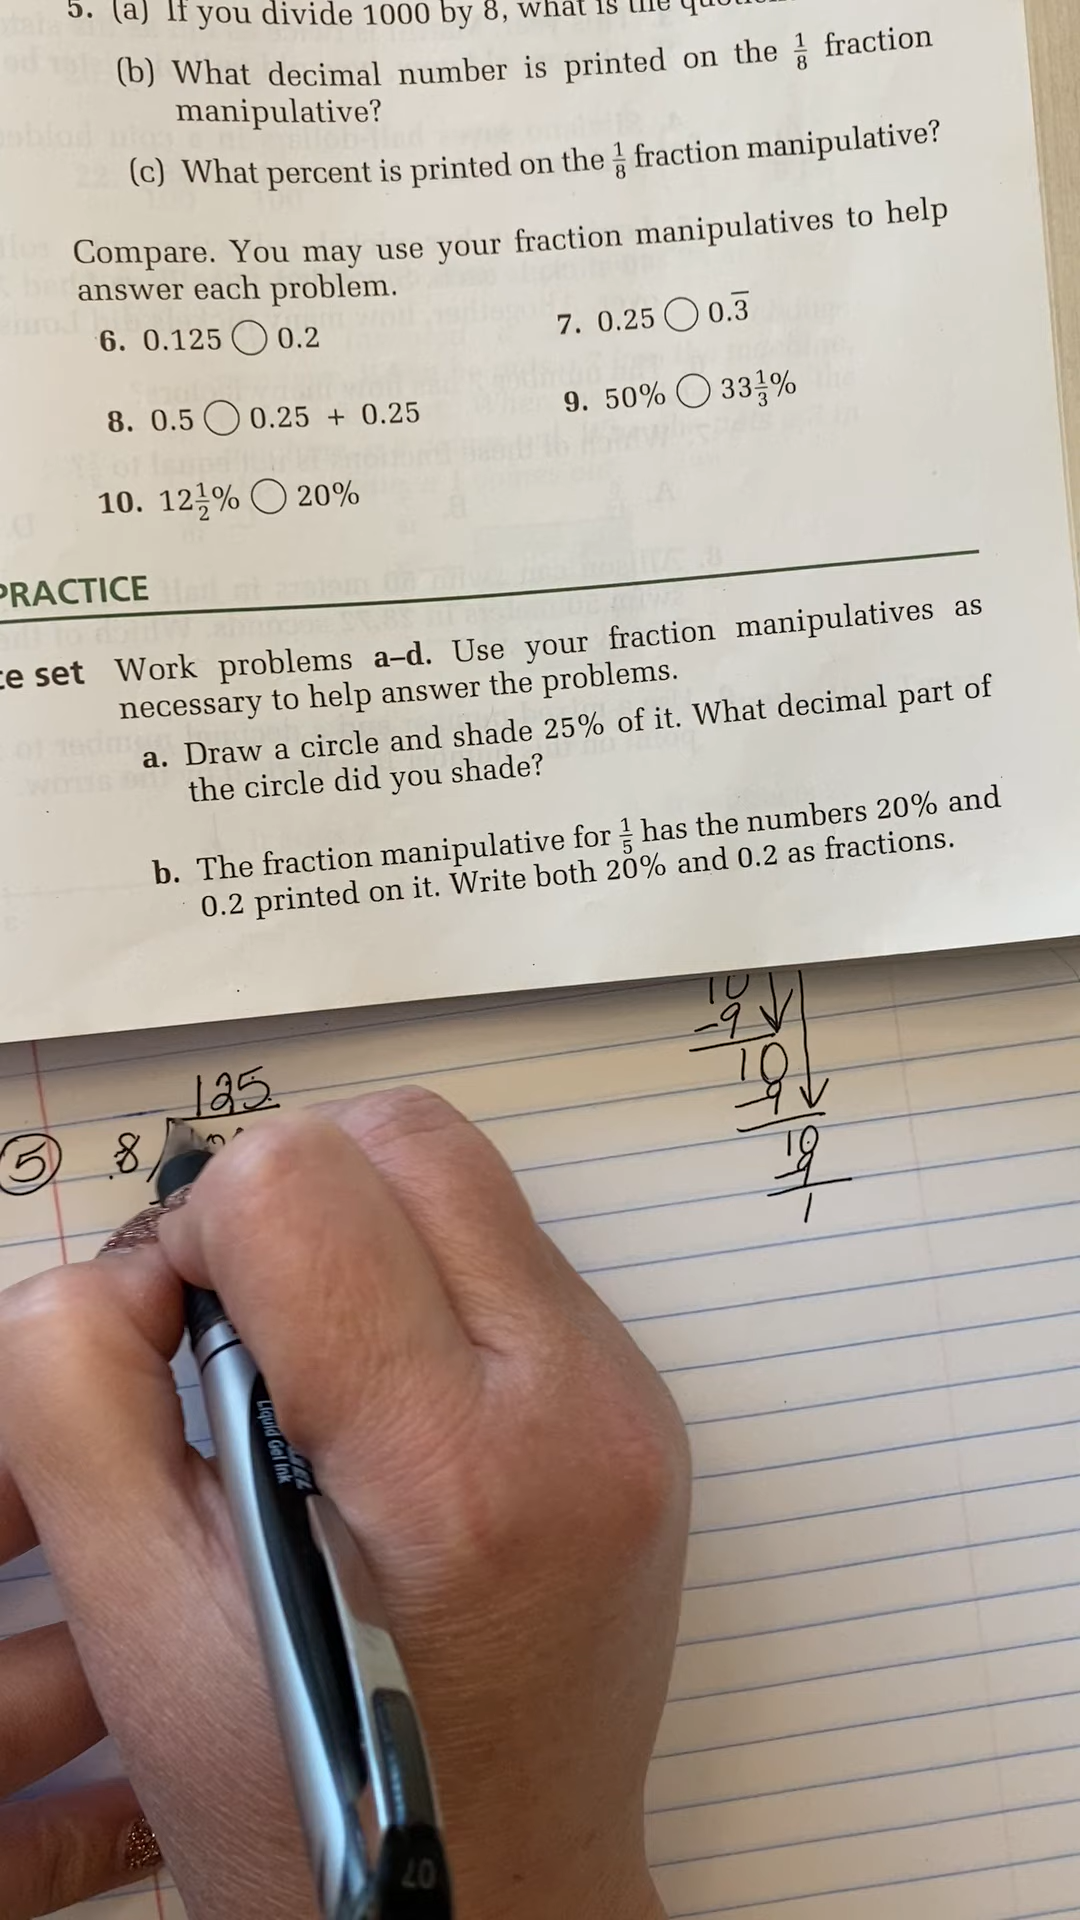 5. (a) If you divide 1000 by 8, what is the
(b) What decimal number is printed on the 1/8 fraction
manipulative?
(c) What percent is printed on the 1/8 fraction manipulative?
Compare. You may use your fraction manipulatives to help
answer each problem.
6. 0.125 ◯ 0.2
7. 0.25 ◯ 0.3̅
8. 0.5 ◯ 0.25 + 0.25
9. 50% ◯ 33 1/3%
10. 12 1/2% ◯ 20%
PRACTICE
set Work problems a–d. Use your fraction manipulatives as
necessary to help answer the problems.
a. Draw a circle and shade 25% of it. What decimal part of
the circle did you shade?
b. The fraction manipulative for 1/5 has the numbers 20% and
0.2 printed on it. Write both 20% and 0.2 as fractions.
10
-9
10
-9
10
-9
1
125
5 8
Liquid Gel Ink
07